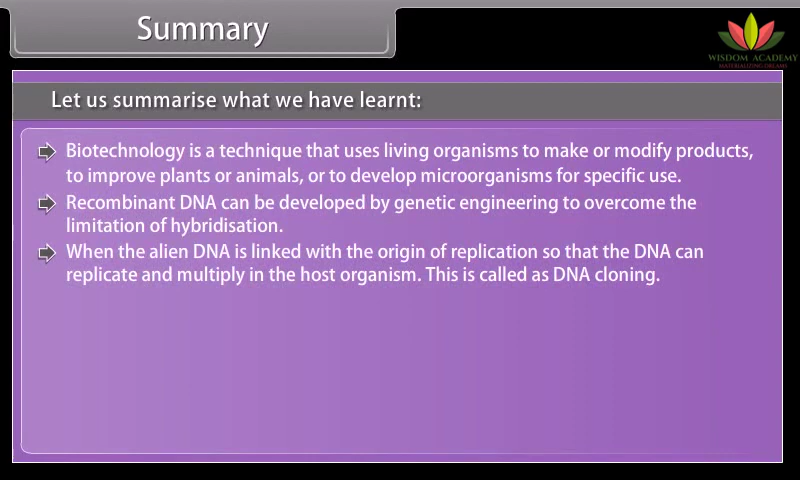 Summary
WISDOM ACADEMY
MATERIALIZING DREAMS
Let us summarise what we have learnt:
Biotechnology is a technique that uses living organisms to make or modify products,
to improve plants or animals, or to develop microorganisms for specific use.
Recombinant DNA can be developed by genetic engineering to overcome the
limitation of hybridisation.
When the alien DNA is linked with the origin of replication so that the DNA can
replicate and multiply in the host organism. This is called as DNA cloning.